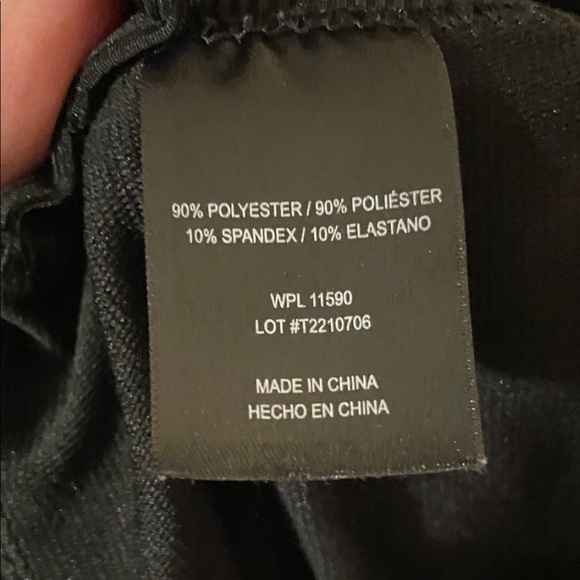 90% POLYESTER / 90% POLIÉSTER
10% SPANDEX / 10% ELASTANO
WPL 11590
LOT #T2210706
MADE IN CHINA
HECHO EN CHINA